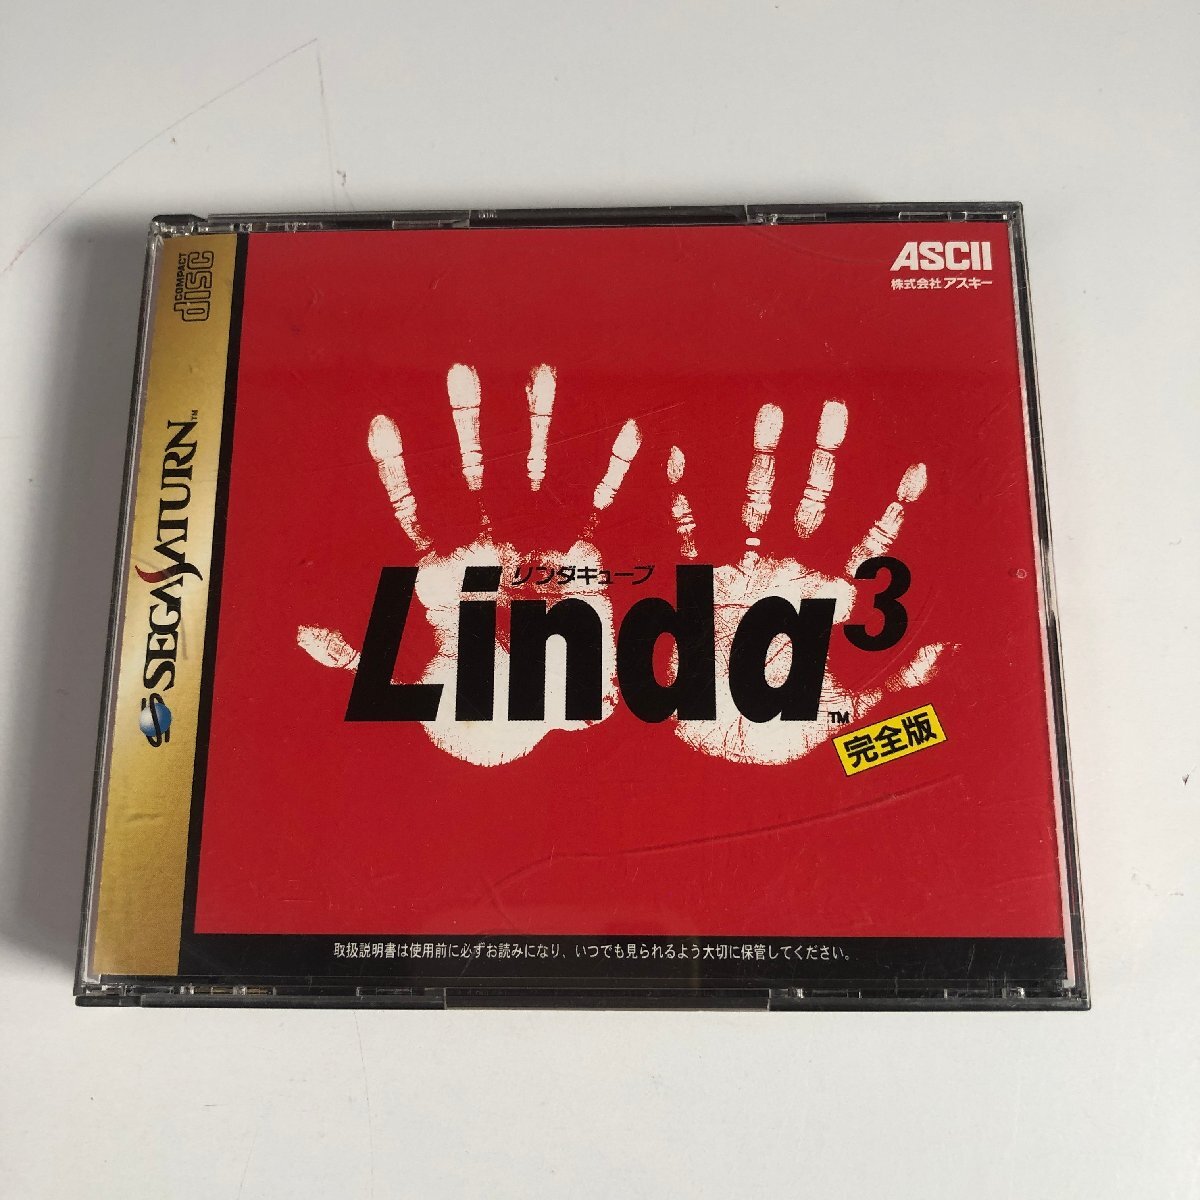 COMPACT
disc
SEGA SATURN™
ASCII
株式会社アスキー
リンダキューブ
Linda³
™
完全版
取扱説明書は使用前に必ずお読みになり、いつでも見られるよう大切に保管してください。